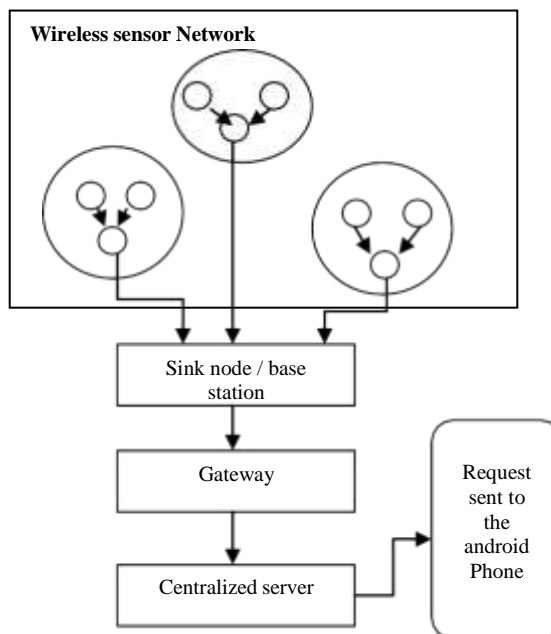 Wireless sensor Network
Sink node / base
station
Gateway
Centralized server
Request
sent to
the
android
Phone